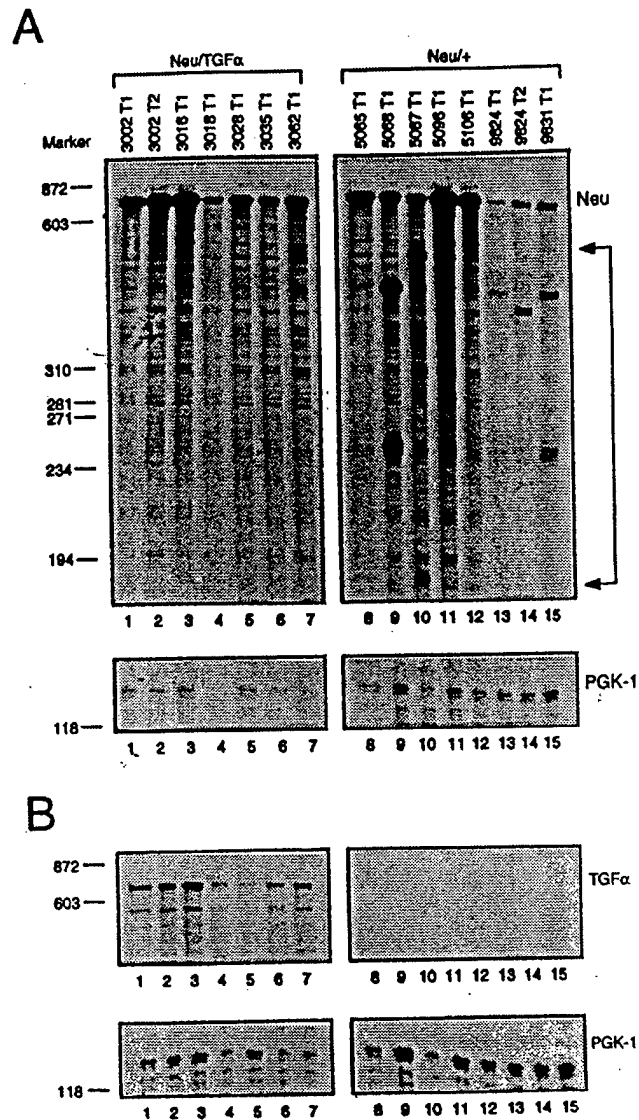 A
Neu/TGFα
Neu/+
3002 T1
3002 T2
3016 T1
3018 T1
3028 T1
3035 T1
3062 T1
5065 T1
5066 T1
5067 T1
5096 T1
5106 T1
9824 T1
9824 T2
9831 T1
Marker
872
Neu
603
310
281
271
234
194
1 2 3 4 5 6 7
8 9 10 11 12 13 14 15
PGK-1
118
1 2 3 4 5 6 7
8 9 10 11 12 13 14 15
B
872
TGFα
603
1 2 3 4 5 6 7
8 9 10 11 12 13 14 15
PGK-1
118
1 2 3 4 5 6 7
8 9 10 11 12 13 14 15